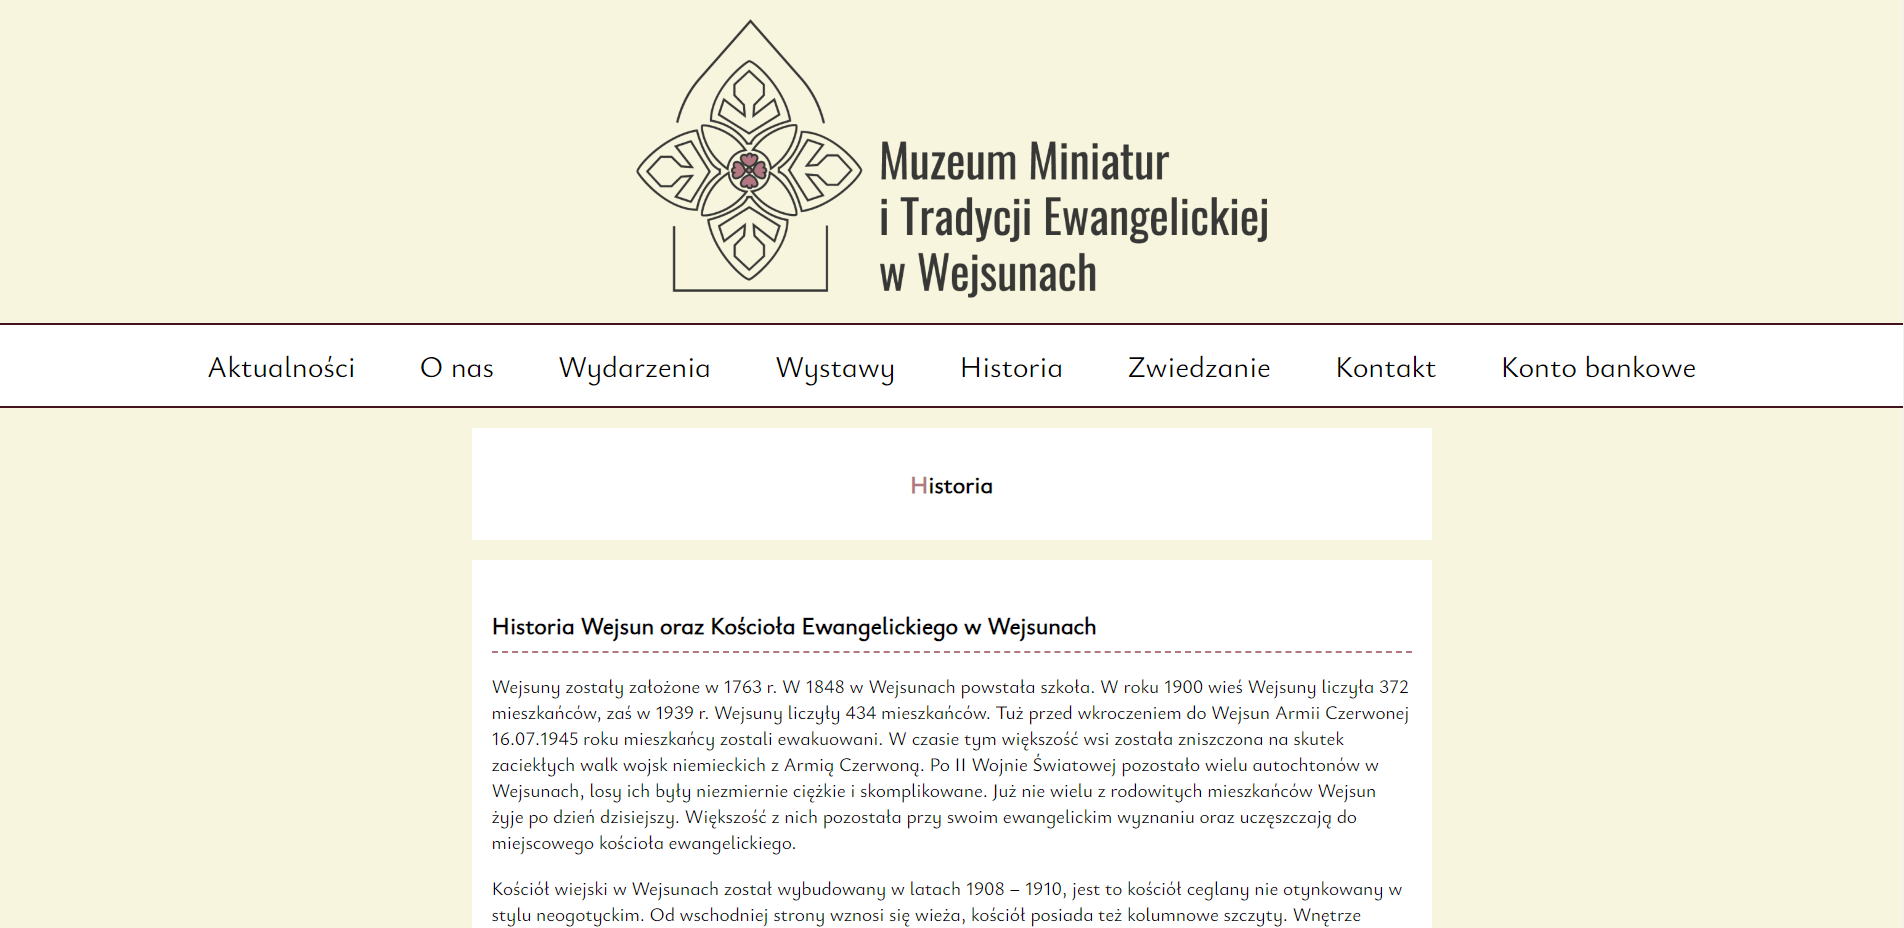 Muzeum Miniatur
i Tradycji Ewangelickiej
w Wejsunach
Aktualności O nas Wydarzenia Wystawy Historia Zwiedzanie Kontakt Konto bankowe
Historia
Historia Wejsun oraz Kościoła Ewangelickiego w Wejsunach
Wejsuny zostały założone w 1763 r. W 1848 w Wejsunach powstała szkoła. W roku 1900 wieś Wejsuny liczyła 372
mieszkańców, zaś w 1939 r. Wejsuny liczyły 434 mieszkańców. Tuż przed wkroczeniem do Wejsun Armii Czerwonej
16.07.1945 roku mieszkańcy zostali ewakuowani. W czasie tym większość wsi została zniszczona na skutek
zaciekłych walk wojsk niemieckich z Armią Czerwoną. Po II Wojnie Światowej pozostało wielu autochtonów w
Wejsunach, losy ich były niezmiernie ciężkie i skomplikowane. Już nie wielu z rodowitych mieszkańców Wejsun
żyje po dzień dzisiejszy. Większość z nich pozostała przy swoim ewangelickim wyznaniu oraz uczęszczają do
miejscowego kościoła ewangelickiego.
Kościół wiejski w Wejsunach został wybudowany w latach 1908 – 1910, jest to kościół ceglany nie otynkowany w
stylu neogotyckim. Od wschodniej strony wznosi się wieża, kościół posiada też kolumnowe szczyty. Wnętrze